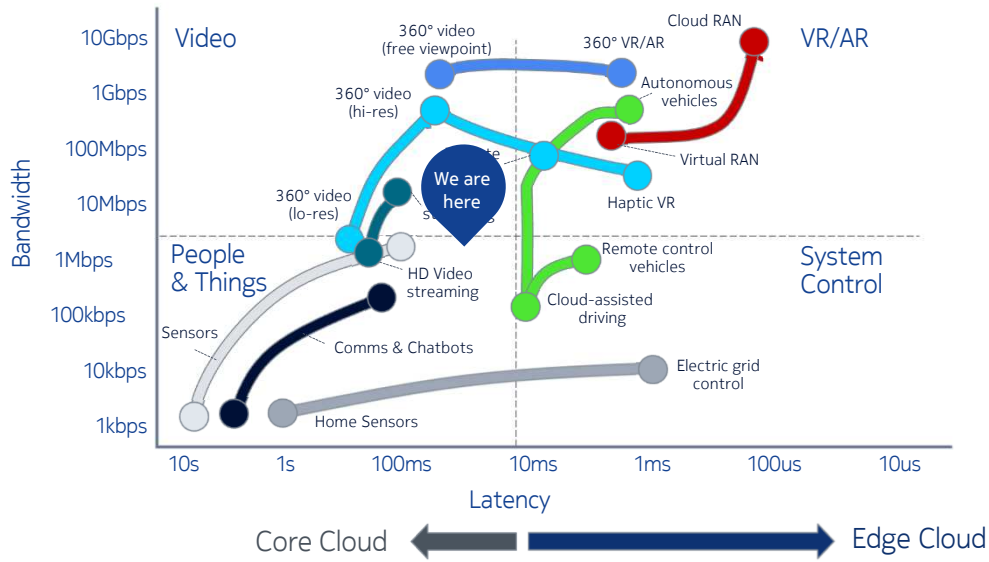 Cloud RAN
10Gbps
Video
360° video
(free viewpoint)
360° VR/AR
VR/AR
1Gbps
360° video
(hi-res)
Autonomous
vehicles
100Mbps
Virtual RAN
We are
here
10Mbps
360° video
(lo-res)
Haptic VR
Bandwidth
People
& Things
1Mbps
HD Video
streaming
Remote control
vehicles
System
Control
100kbps
Cloud-assisted
driving
Sensors
Comms & Chatbots
10kbps
Electric grid
control
Home Sensors
1kbps
10s
1s
100ms
10ms
1ms
100us
10us
Latency
Core Cloud
Edge Cloud